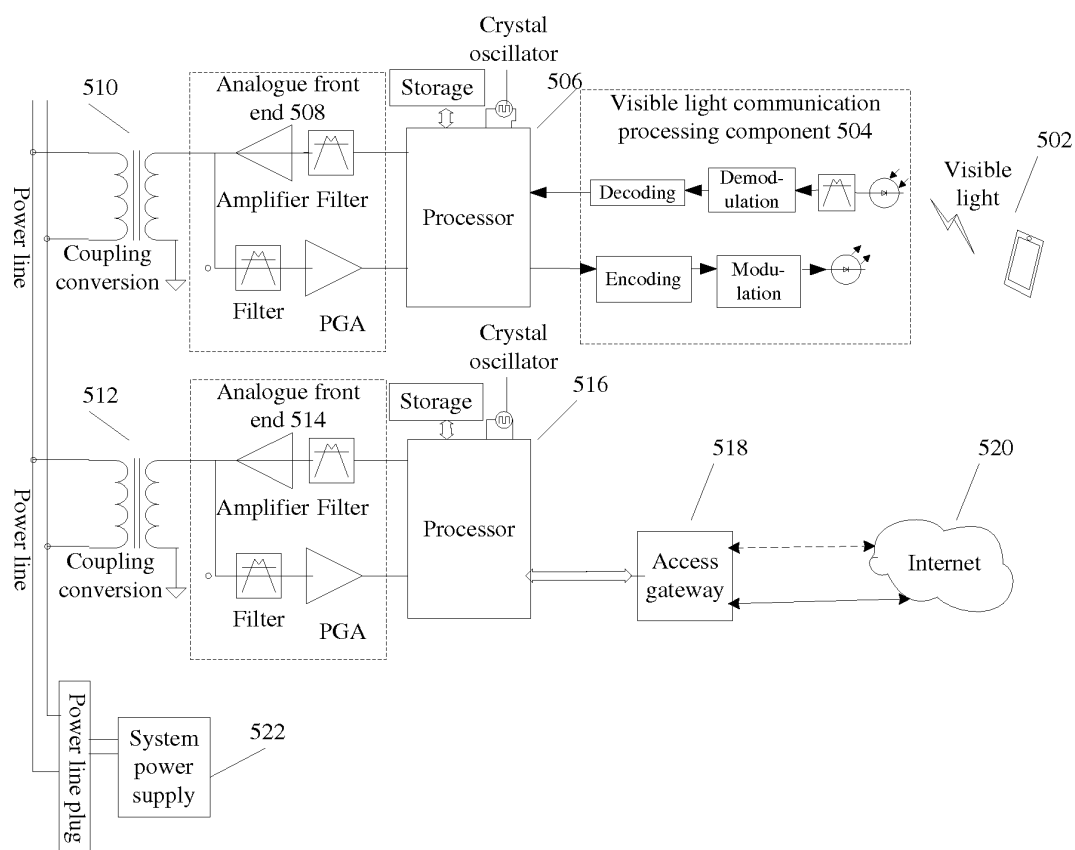 Crystal
oscillator
510
Analogue front
end 508
Storage
506
Visible light communication
processing component 504
502
Visible
light
Power line
Amplifier Filter
Processor
Decoding
Demod-
ulation
Coupling
conversion
Filter
PGA
Encoding
Modu-
lation
Crystal
oscillator
512
Analogue front
end 514
Storage
516
518
520
Power line
Amplifier Filter
Processor
Coupling
conversion
Filter
PGA
Access
gateway
Internet
Power line plug
System
power
supply
522